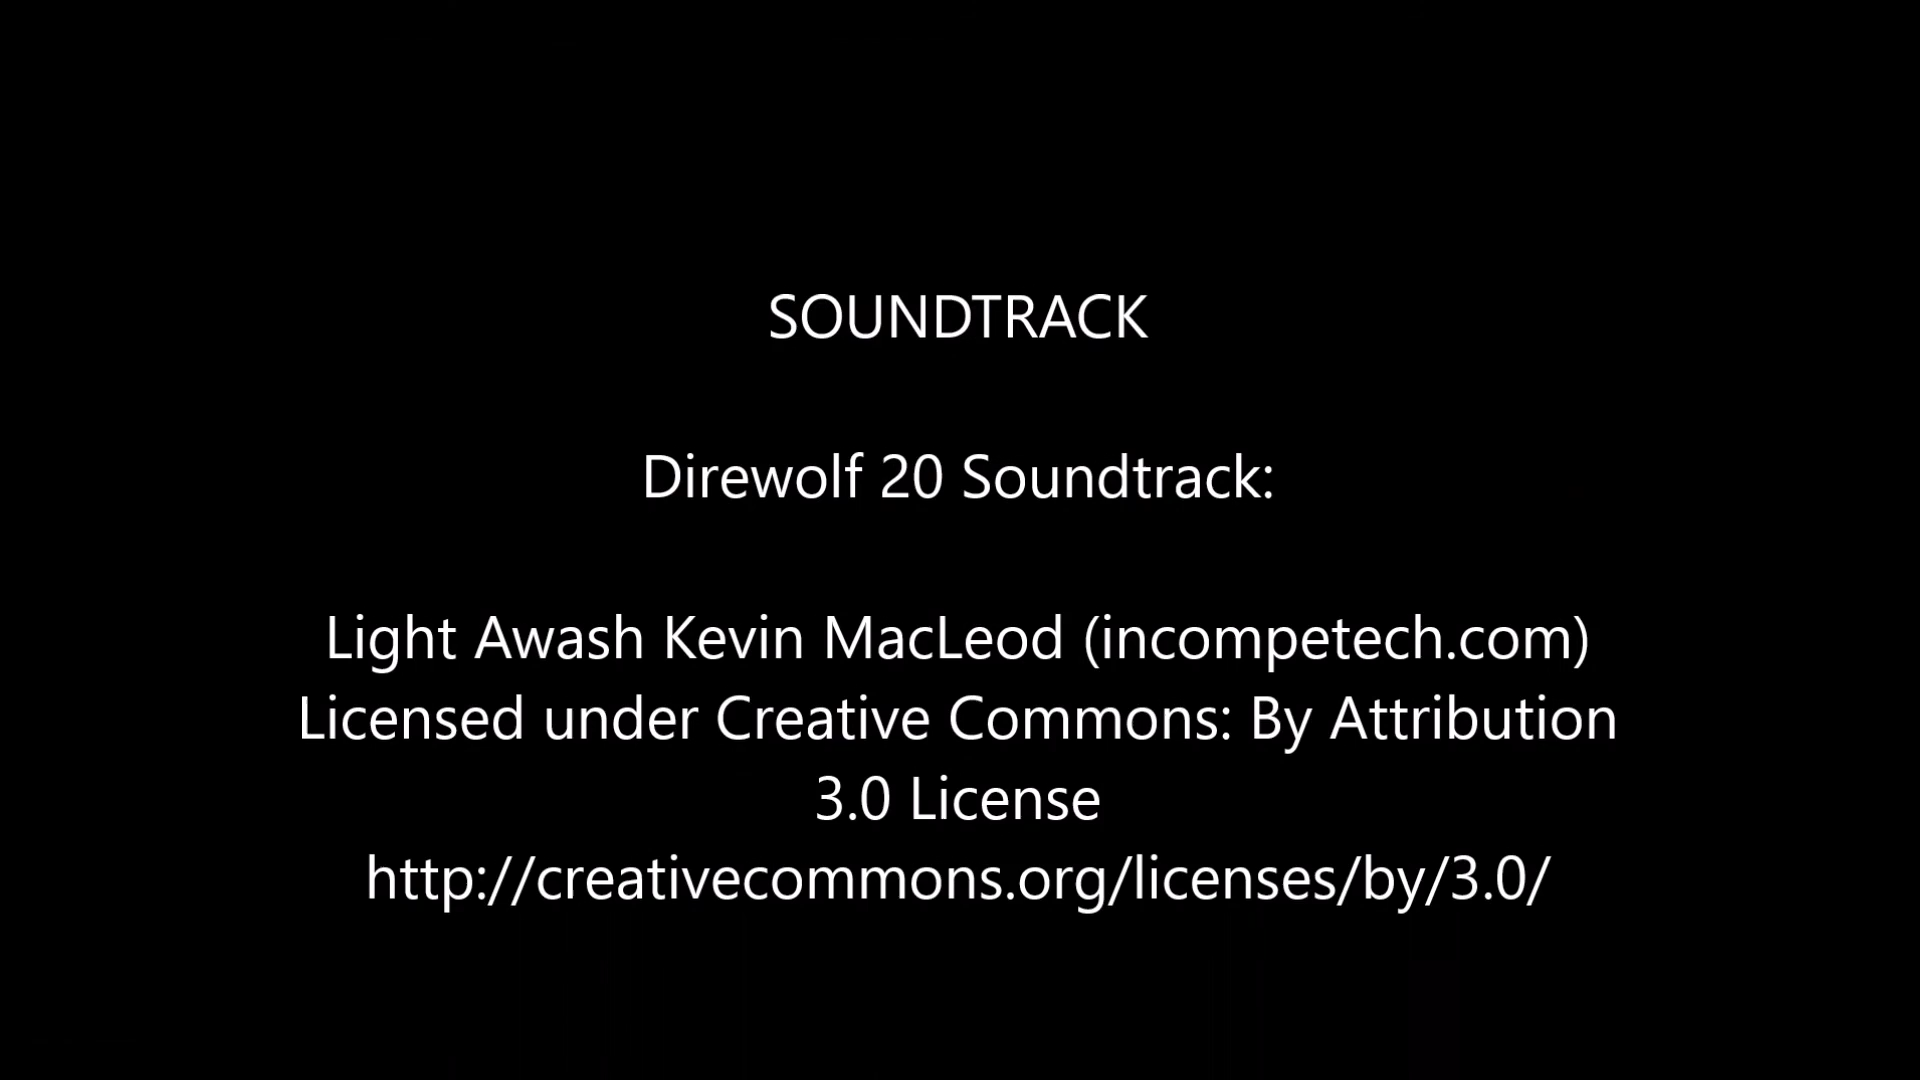 SOUNDTRACK
Direwolf 20 Soundtrack:
Light Awash Kevin MacLeod (incompetech.com)
Licensed under Creative Commons: By Attribution
3.0 License
http://creativecommons.org/licenses/by/3.0/